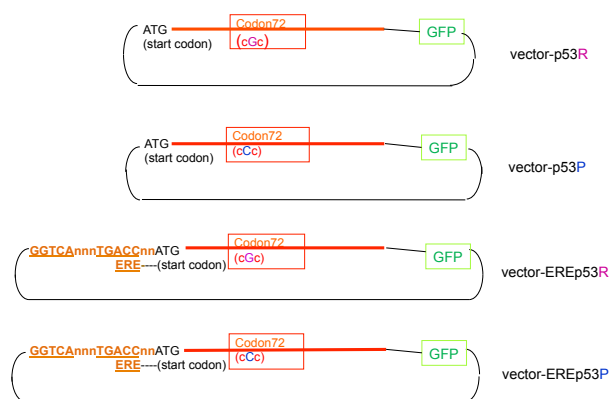 Codon72
ATG
(start codon)
(cGc)
GFP
vector-p53R
Codon72
ATG
(start codon)
(cCc)
GFP
vector-p53P
Codon72
GGTCAnnnTGACCnnATG
ERE----(start codon)
(cGc)
GFP
vector-EREp53R
Codon72
GGTCAnnnTGACCnnATG
ERE----(start codon)
(cCc)
GFP
vector-EREp53P